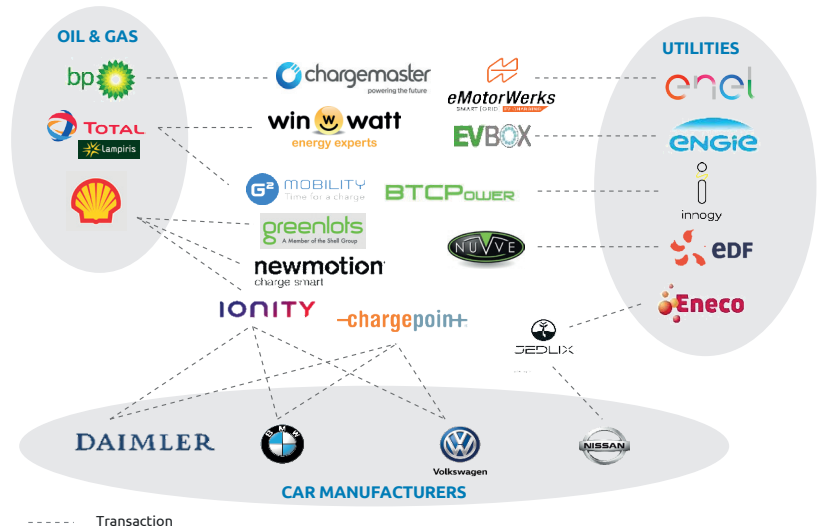 OIL & GAS
UTILITIES
bp
chargemaster
powering the future
eMotorWerks
enel
TOTAL
Lampiris
win w watt
energy experts
EVBOX
ENGIE
G²
MOBILITY
Time for a charge
BTCPOWER
innogy
greenlots
A Member of the Shell Group
NUVVE
eDF
newmotion
charge smart
IONITY
-chargepoin+
Eneco
JEDLIX
DAIMLER
BMW
NISSAN
Volkswagen
CAR MANUFACTURERS
Transaction